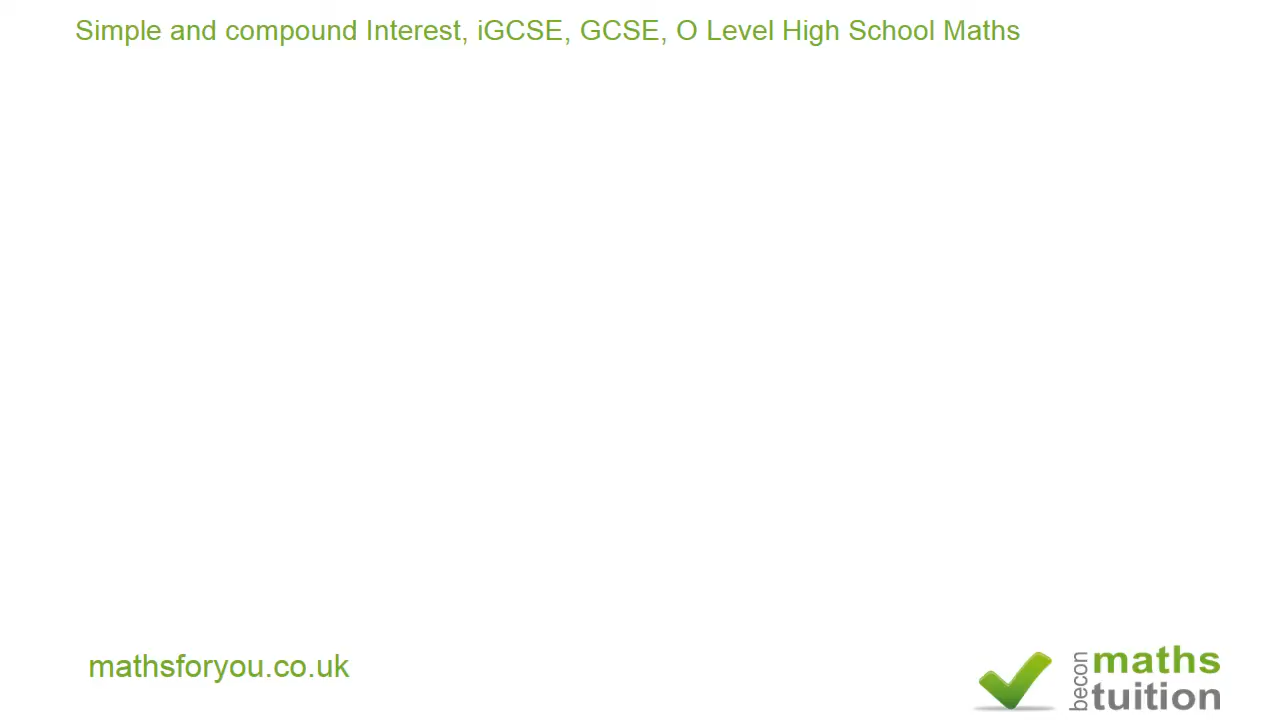 Simple and compound Interest, iGCSE, GCSE, O Level High School Maths
mathsforyou.co.uk
becon
maths
tuition